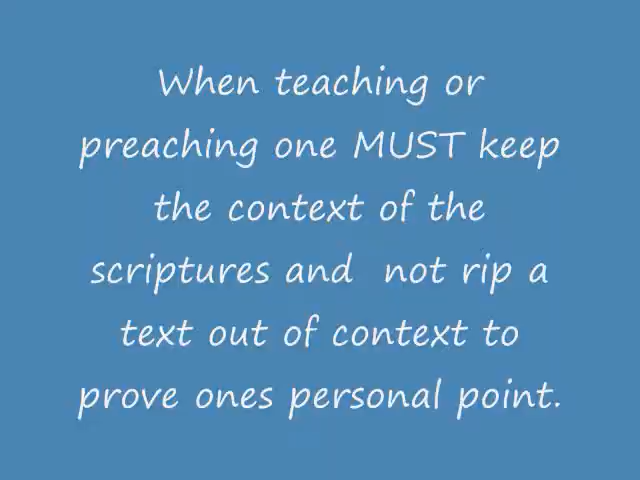 When teaching or
preaching one MUST keep
the context of the
scriptures and  not rip a
text out of context to
prove ones personal point.